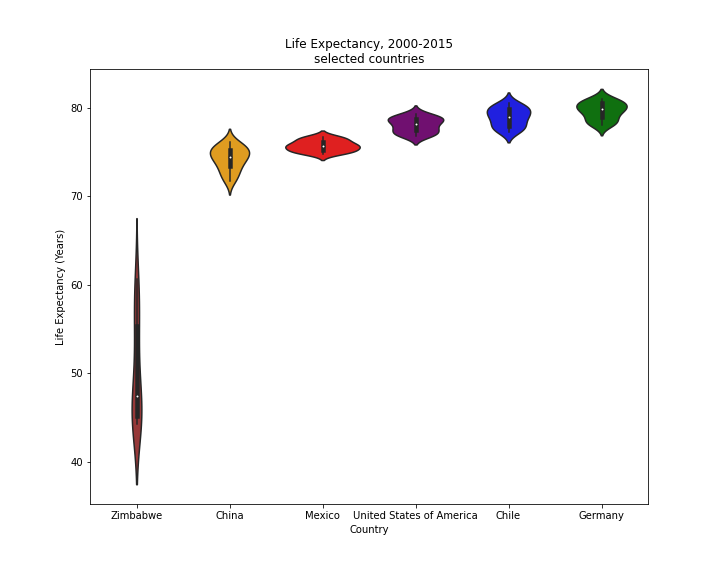 Life Expectancy, 2000-2015
selected countries
Life Expectancy (Years)
80
70
60
50
40
Zimbabwe China Mexico United States of America Chile Germany
Country